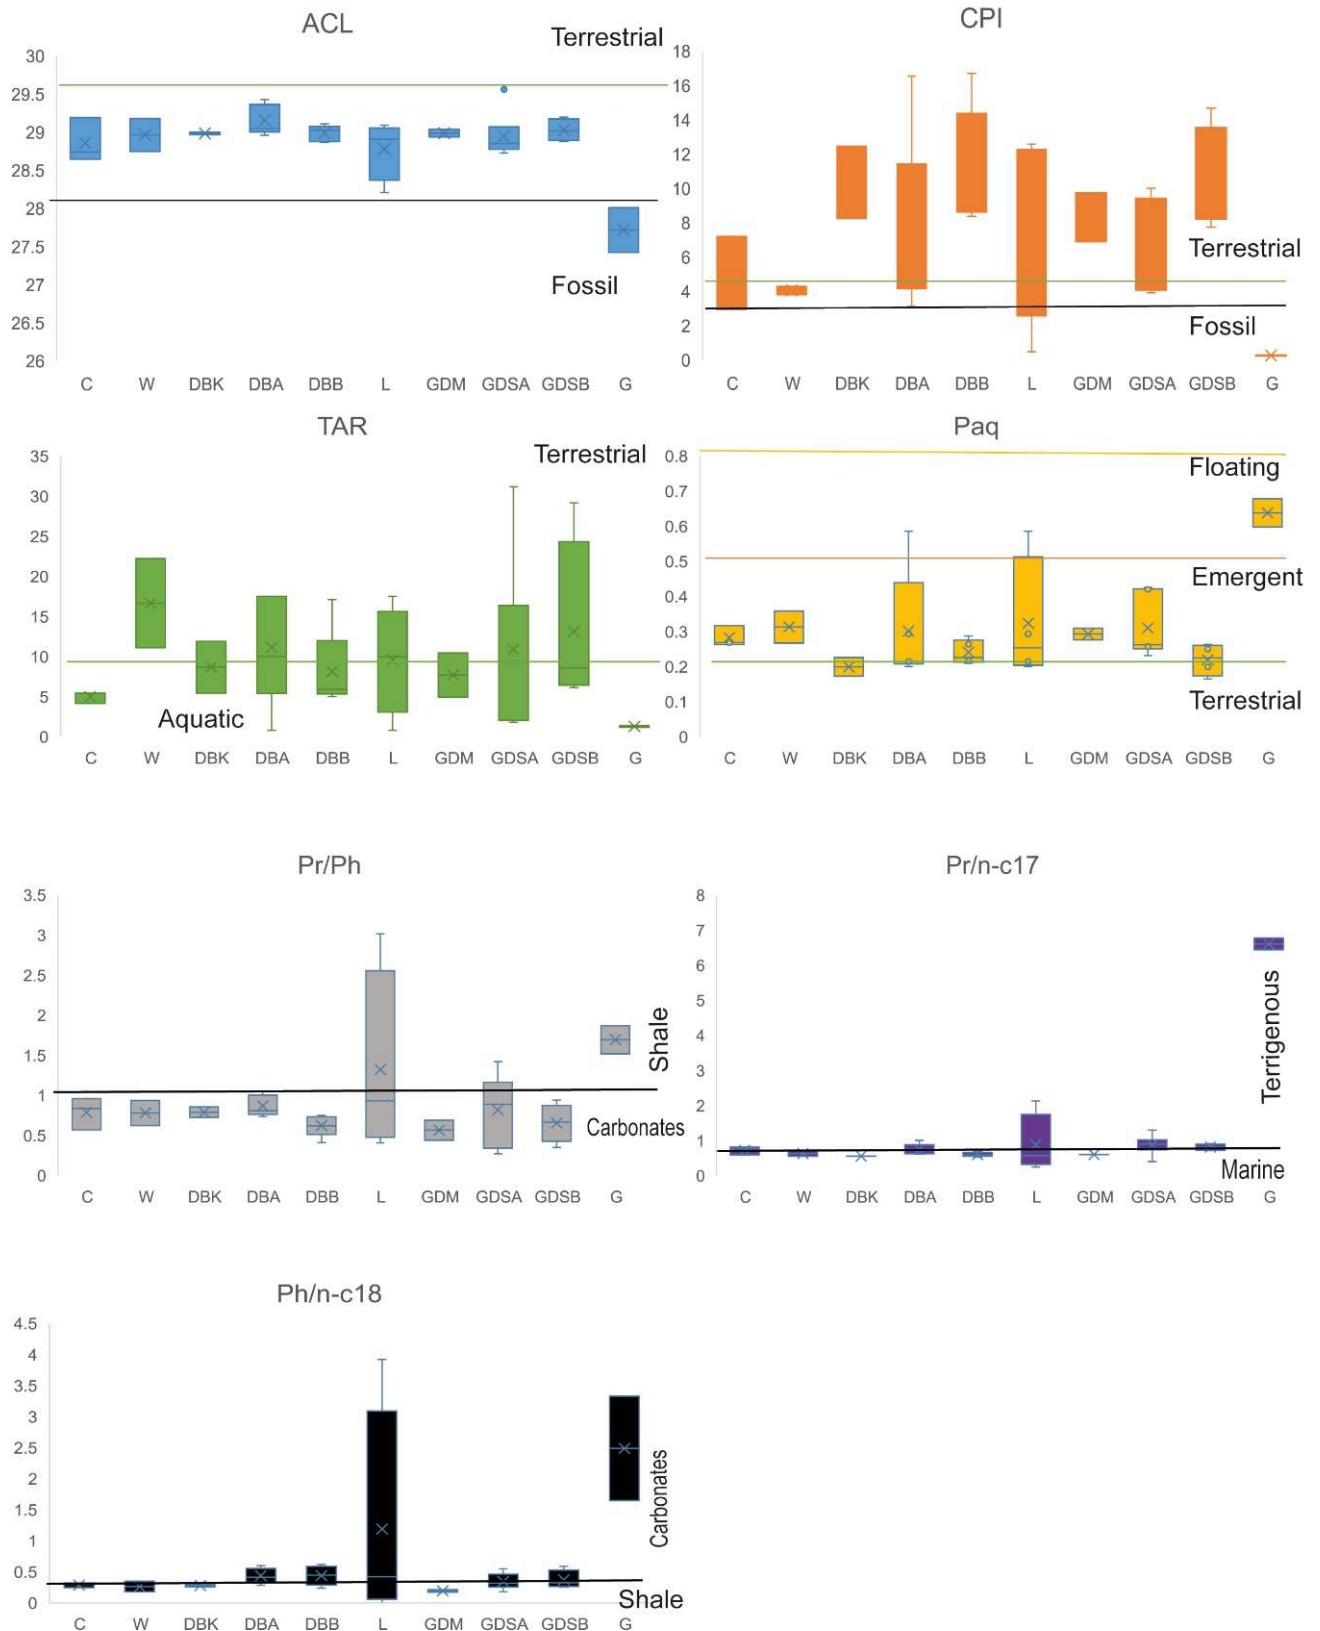 ACL
Terrestrial
30
29.5
29
28.5
28
27.5
27
26.5
26
Fossil
C W DBK DBA DBB L GDM GDSA GDSB G
CPI
18
16
14
12
10
8
6
4
2
0
Terrestrial
Fossil
C W DBK DBA DBB L GDM GDSA GDSB G
TAR
Terrestrial
35
30
25
20
15
10
5
0
Aquatic
C W DBK DBA DBB L GDM GDSA GDSB G
Paq
0.8
0.7
0.6
0.5
0.4
0.3
0.2
0.1
0
Floating
Emergent
Terrestrial
C W DBK DBA DBB L GDM GDSA GDSB G
Pr/Ph
3.5
3
2.5
2
1.5
1
0.5
0
Shale
Carbonates
C W DBK DBA DBB L GDM GDSA GDSB G
Pr/n-c17
8
7
6
5
4
3
2
1
0
Terrigenous
Marine
C W DBK DBA DBB L GDM GDSA GDSB G
Ph/n-c18
4.5
4
3.5
3
2.5
2
1.5
1
0.5
0
Carbonates
Shale
C W DBK DBA DBB L GDM GDSA GDSB G